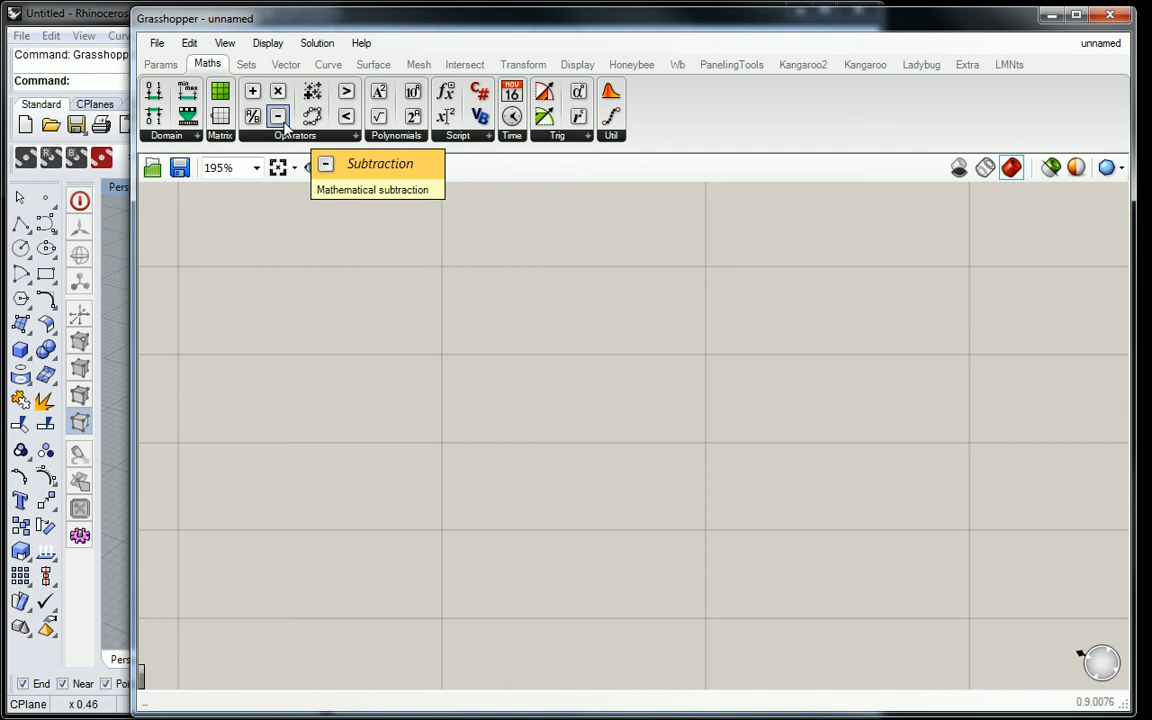 Untitled - Rhinoceros
File Edit View
Command: Grasshopp
Command:
Standard CPlanes
Persp
Pers
End Near
CPlane x 0.46
Grasshopper - unnamed
File Edit View Display Solution Help unnamed
Params Maths Sets Vector Curve Surface Mesh Intersect Transform Display Honeybee Wb PanelingTools Kangaroo2 Kangaroo Ladybug Extra LMNts
NOV
16
C#
VB
Domain Matrix Operators Polynomials Script Time Trig Util
195%
Subtraction
Mathematical subtraction
0.9.0076